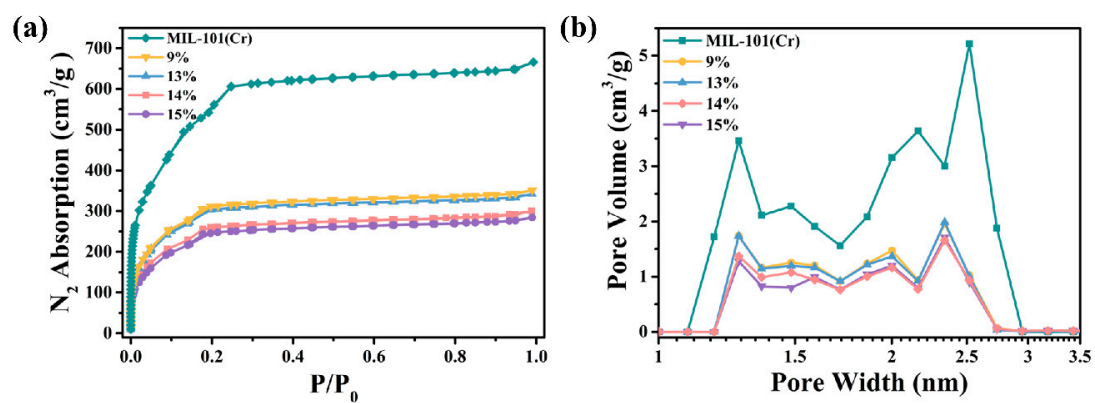 (a)
MIL-101(Cr)
9%
13%
14%
15%
700
600
500
400
300
200
100
0
0.0 0.2 0.4 0.6 0.8 1.0
N2 Absorption (cm³/g )
P/P0
(b)
MIL-101(Cr)
9%
13%
14%
15%
5
4
3
2
1
0
1 1.5 2 2.5 3 3.5
Pore Volume (cm³/g)
Pore Width (nm)